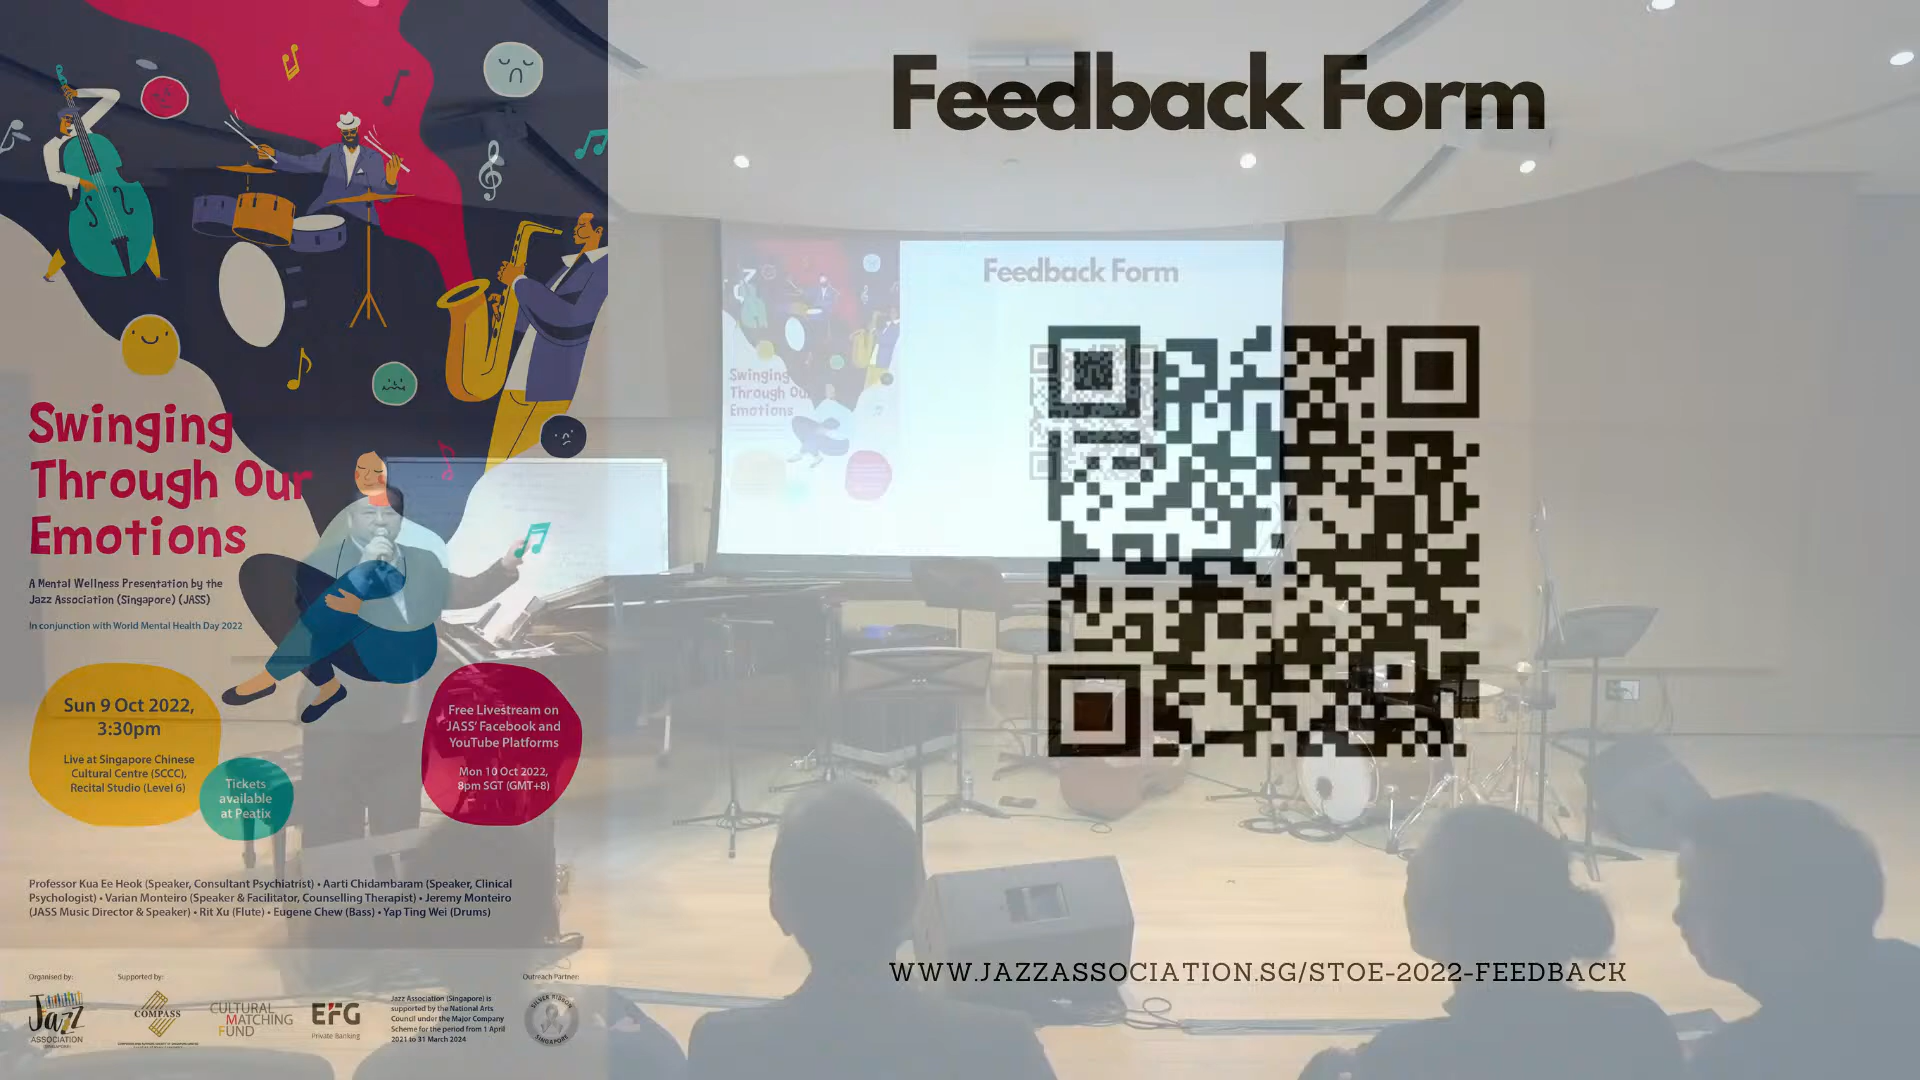 Feedback Form
Feedback Form
Swinging
Through Our
Emotions
Swinging
Through Our
Emotions
A Mental Wellness Presentation by the
Jazz Association (Singapore) (JASS)
In conjunction with World Mental Health Day 2022
Sun 9 Oct 2022,
3:30pm
Live at Singapore Chinese
Cultural Centre (SCCC),
Recital Studio (Level 6)
Tickets
available
at Peatix
Free Livestream on
JASS' Facebook and
YouTube Platforms
Mon 10 Oct 2022,
8pm SGT (GMT+8)
Professor Kua Ee Heok (Speaker, Consultant Psychiatrist) • Aarti Chidambaram (Speaker, Clinical
Psychologist) • Varian Monteiro (Speaker & Facilitator, Counselling Therapist) • Jeremy Monteiro
(JASS Music Director & Speaker) • Rit Xu (Flute) • Eugene Chew (Bass) • Yap Ting Wei (Drums)
WWW.JAZZASSOCIATION.SG/STOE-2022-FEEDBACK
Organised by:
Supported by:
Outreach Partner:
Jazz
ASSOCIATION
COMPASS
CULTURAL
MATCHING
FUND
EFG
Private Banking
Jazz Association (Singapore) is
supported by the National Arts
Council under the Major Company
Scheme for the period from 1 April
2021 to 31 March 2024
SILVER RIBBON
SINGAPORE